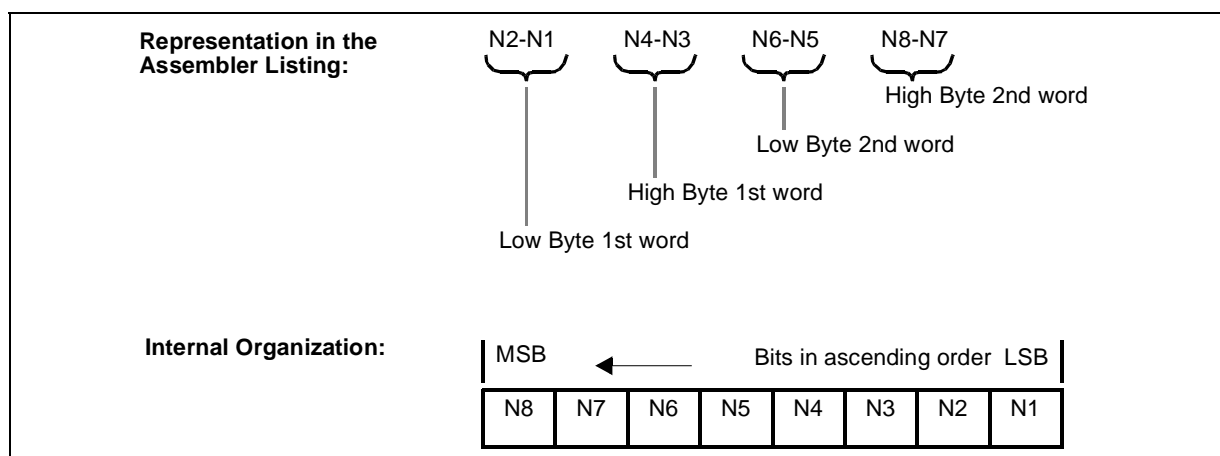 Representation in the
Assembler Listing:
N2-N1 N4-N3 N6-N5 N8-N7
High Byte 2nd word
Low Byte 2nd word
High Byte 1st word
Low Byte 1st word
Internal Organization:
MSB Bits in ascending order LSB
N8 N7 N6 N5 N4 N3 N2 N1